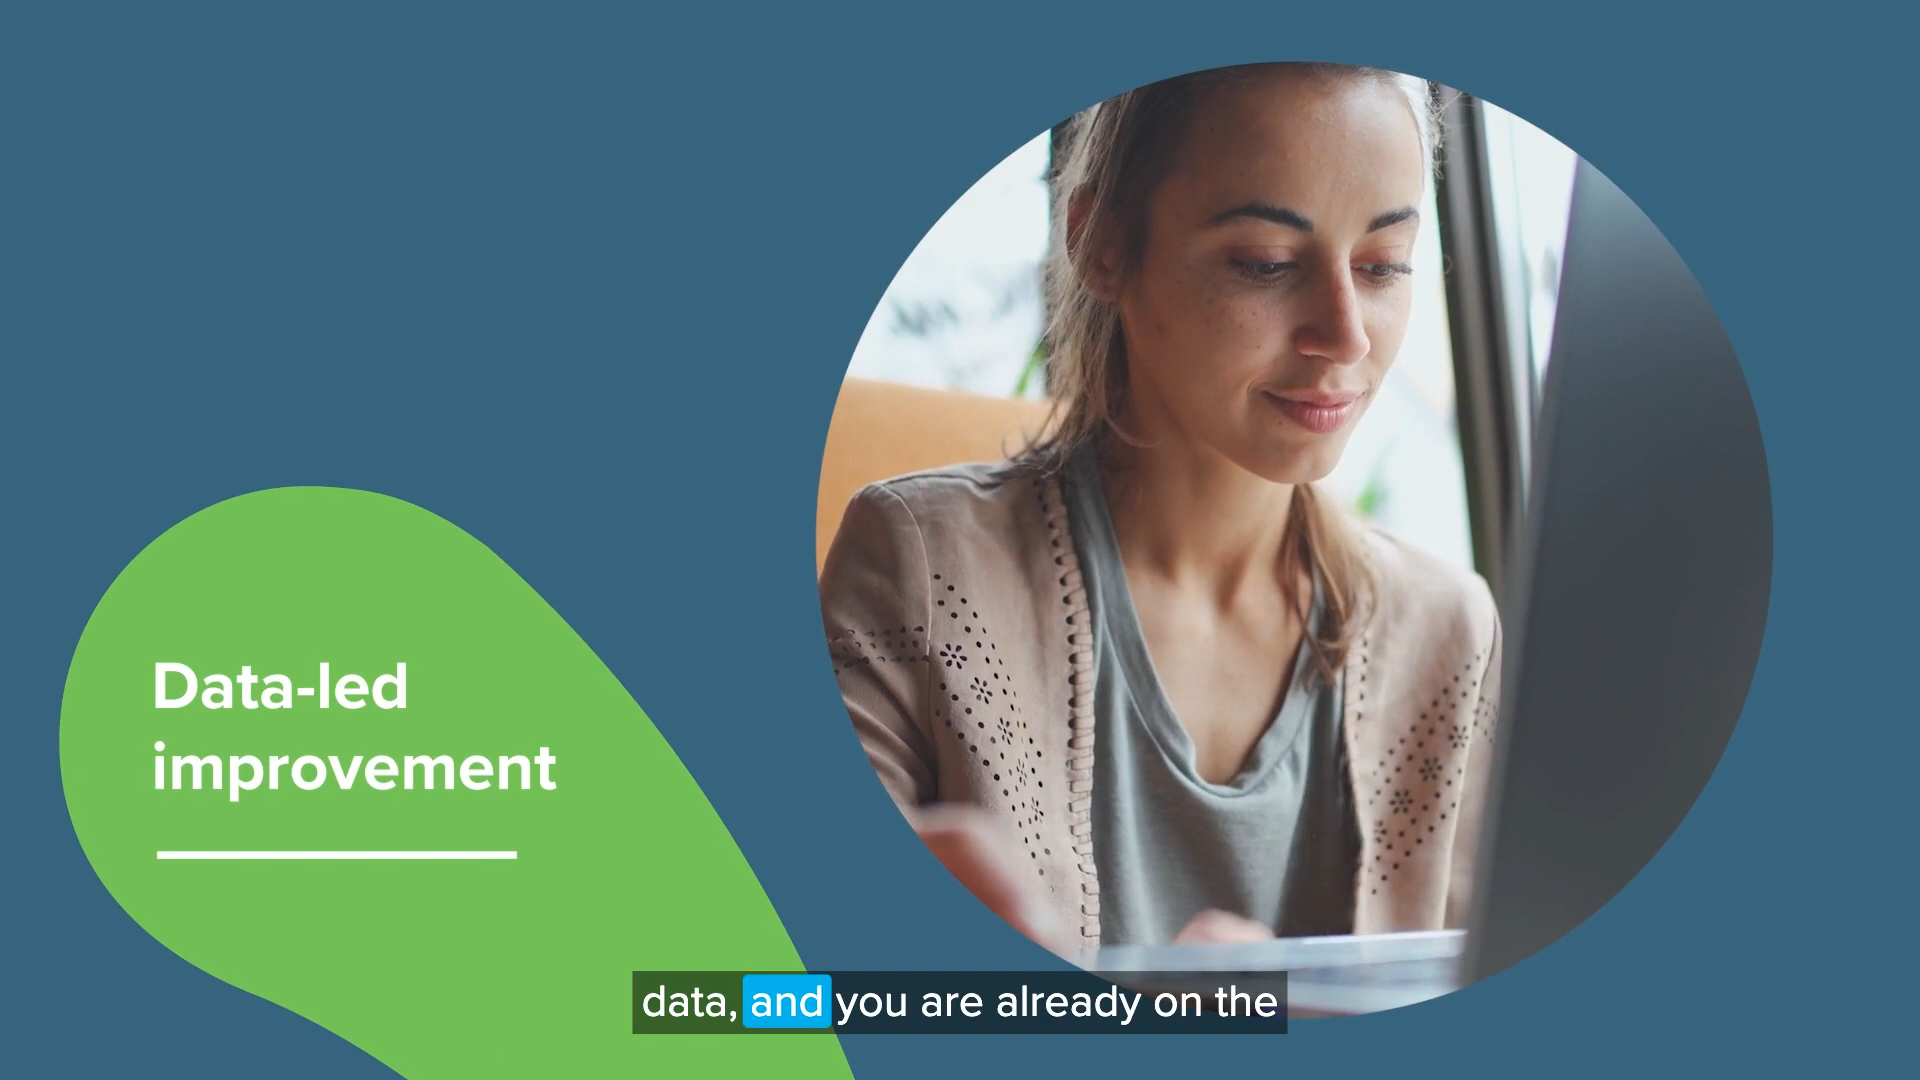 Data-led
improvement
data, and you are already on the